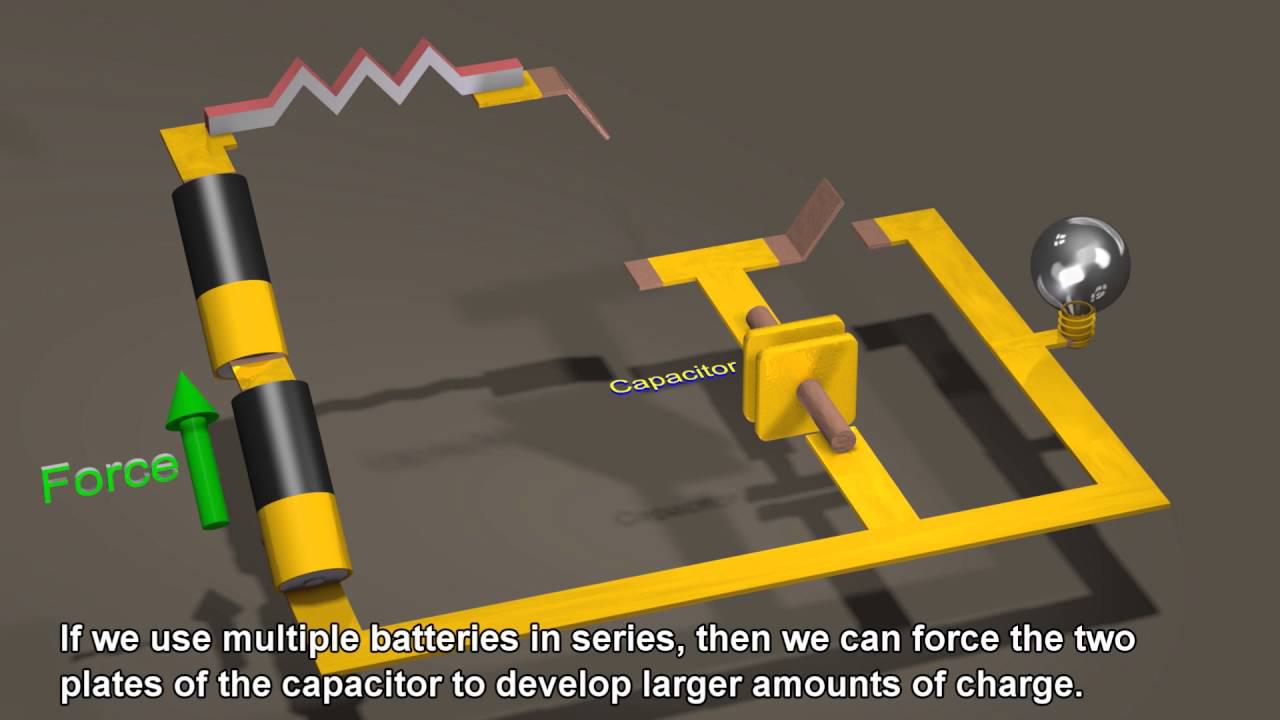 Capacitor
Force
If we use multiple batteries in series, then we can force the two
plates of the capacitor to develop larger amounts of charge.